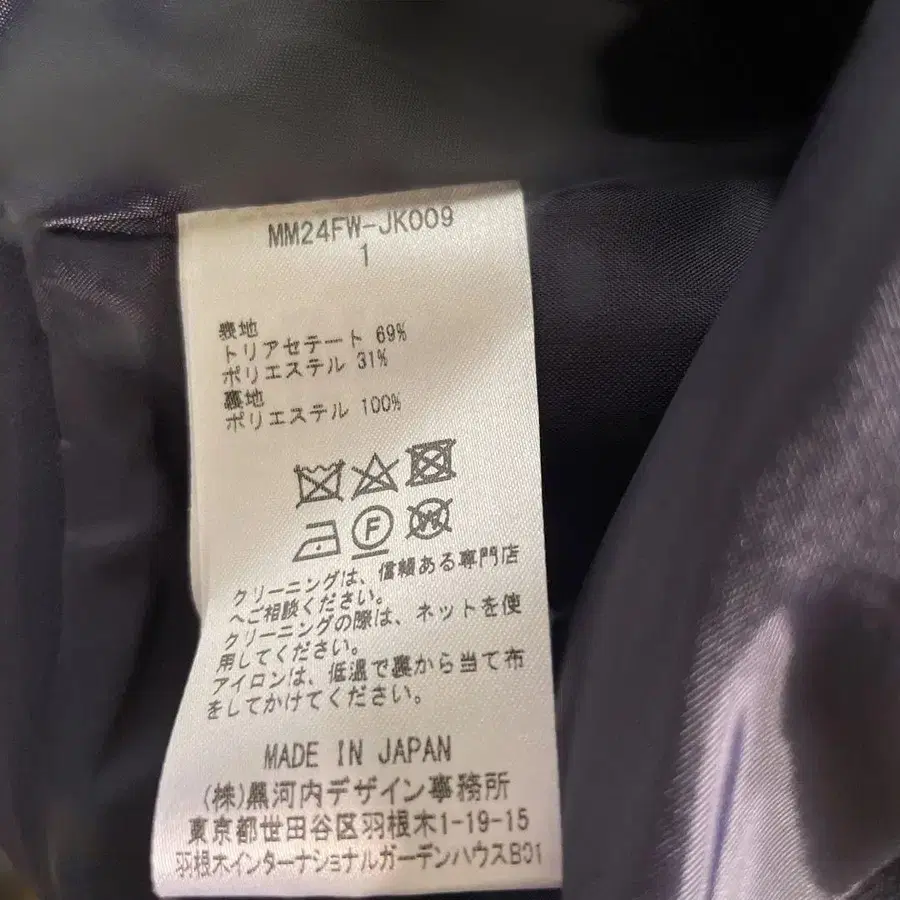 MM24FW-JK009
1
表地
トリアセテート 69%
ポリエステル 31%
裏地
ポリエステル 100%
F
W
クリーニングは、信頼ある専門店
へご相談ください。
クリーニングの際は、ネットを使
用してください。
アイロンは、低温で裏から当て布
をしてかけてください。
MADE IN JAPAN
(株)黒河内デザイン事務所
東京都世田谷区羽根木1-19-15
羽根木インターナショナルガーデンハウスB01